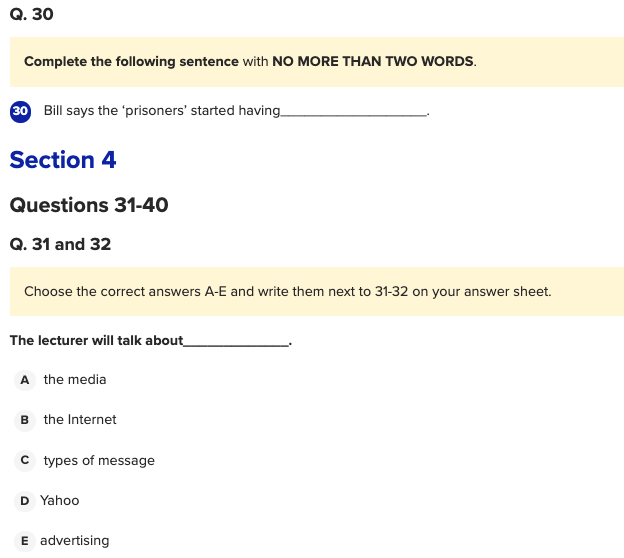 Q. 30
Complete the following sentence with NO MORE THAN TWO WORDS.
30 Bill says the ‘prisoners’ started having___________________.
Section 4
Questions 31-40
Q. 31 and 32
Choose the correct answers A-E and write them next to 31-32 on your answer sheet.
The lecturer will talk about______________.
A the media
B the Internet
C types of message
D Yahoo
E advertising